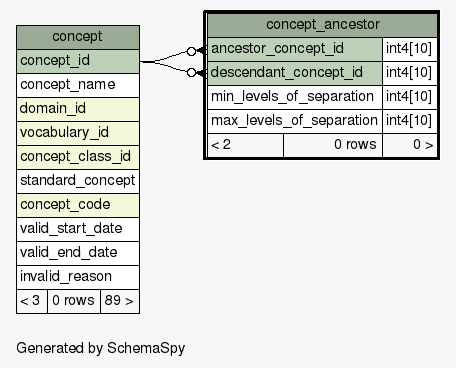 concept
concept_id
concept_name
domain_id
vocabulary_id
concept_class_id
standard_concept
concept_code
valid_start_date
valid_end_date
invalid_reason
< 3 0 rows 89 >
concept_ancestor
ancestor_concept_id int4[10]
descendant_concept_id int4[10]
min_levels_of_separation int4[10]
max_levels_of_separation int4[10]
< 2 0 rows 0 >
Generated by SchemaSpy